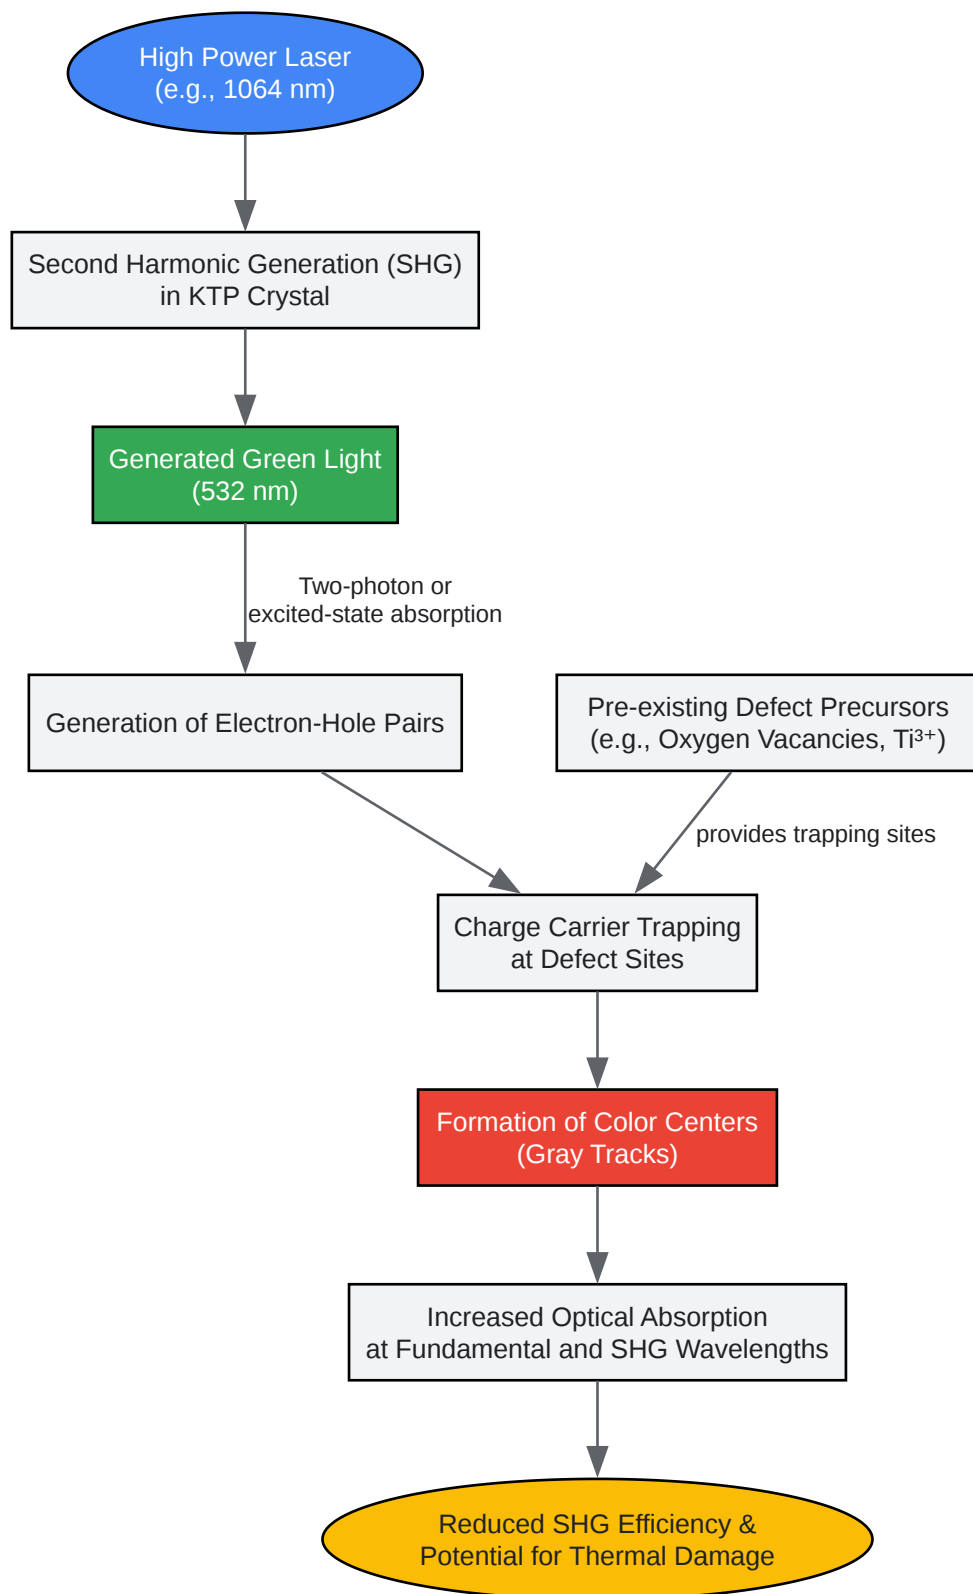 High Power Laser
(e.g., 1064 nm)
Second Harmonic Generation (SHG)
in KTP Crystal
Generated Green Light
(532 nm)
Two-photon or
excited-state absorption
Generation of Electron-Hole Pairs
Pre-existing Defect Precursors
(e.g., Oxygen Vacancies, Ti³⁺)
provides trapping sites
Charge Carrier Trapping
at Defect Sites
Formation of Color Centers
(Gray Tracks)
Increased Optical Absorption
at Fundamental and SHG Wavelengths
Reduced SHG Efficiency &
Potential for Thermal Damage